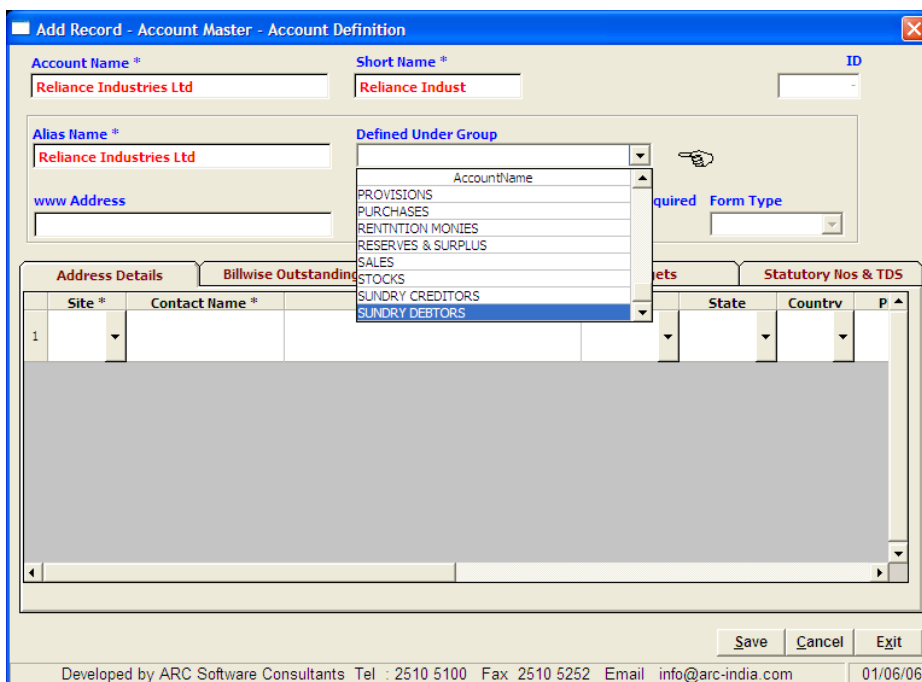 Add Record - Account Master - Account Definition
Account Name * Short Name * ID
Reliance Industries Ltd Reliance Indust -
Alias Name * Defined Under Group
Reliance Industries Ltd
AccountName
PROVISIONS
www Address quired Form Type
PURCHASES
RENTNTION MONIES
RESERVES & SURPLUS
SALES
STOCKS
SUNDRY CREDITORS
SUNDRY DEBTORS
Address Details Billwise Outstanding gets Statutory Nos & TDS
Site * Contact Name * State Country P
1
Save Cancel Exit
Developed by ARC Software Consultants Tel : 2510 5100 Fax 2510 5252 Email info@arc-india.com 01/06/06